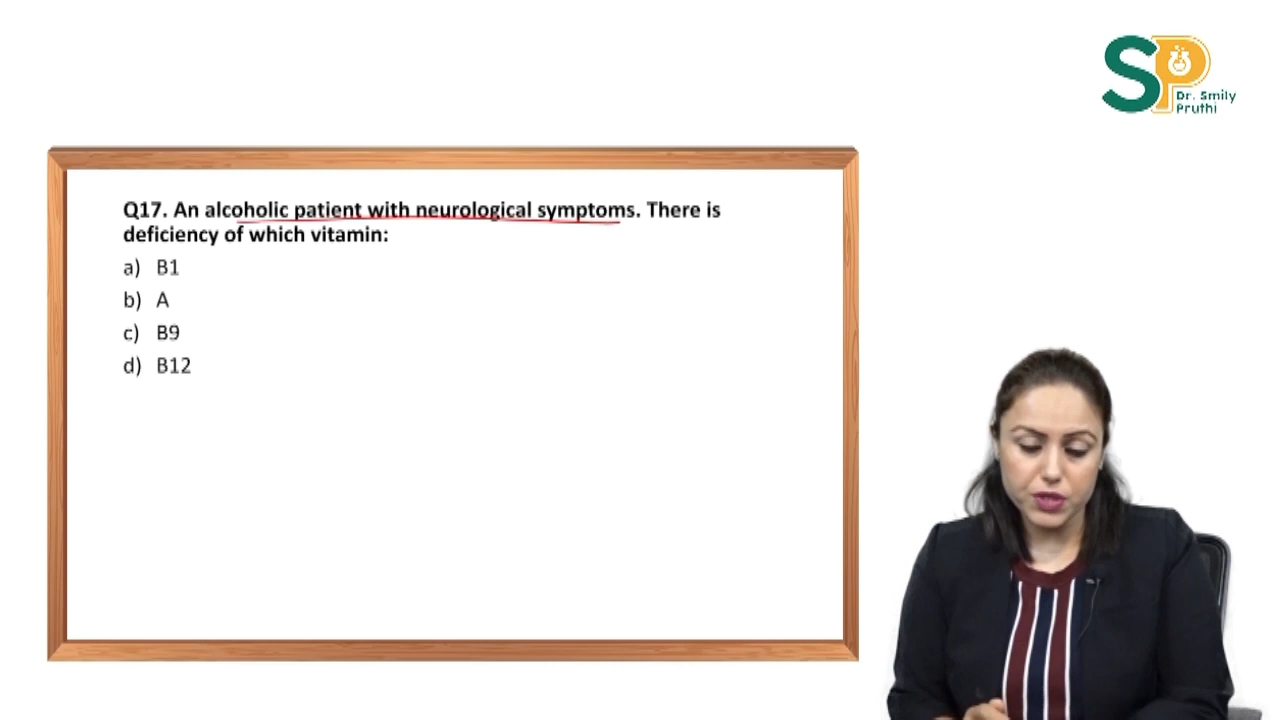 SP
Dr. Smily
Pruthi
Q17. An alcoholic patient with neurological symptoms. There is
deficiency of which vitamin:
a) B1
b) A
c) B9
d) B12